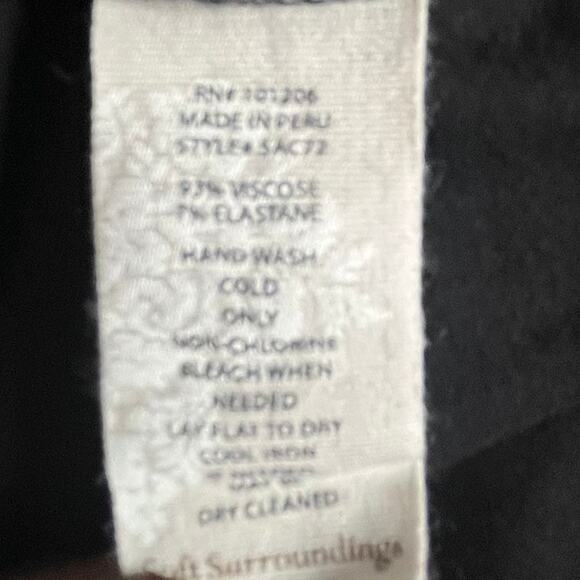 RN# 101206
MADE IN PERU
STYLE# 5AC72
93% VISCOSE
7% ELASTANE
HAND WASH
COLD
ONLY
NON-CHLORINE
BLEACH WHEN
NEEDED
LAY FLAT TO DRY
COOL IRON
DRY CLEANED
Soft Surroundings